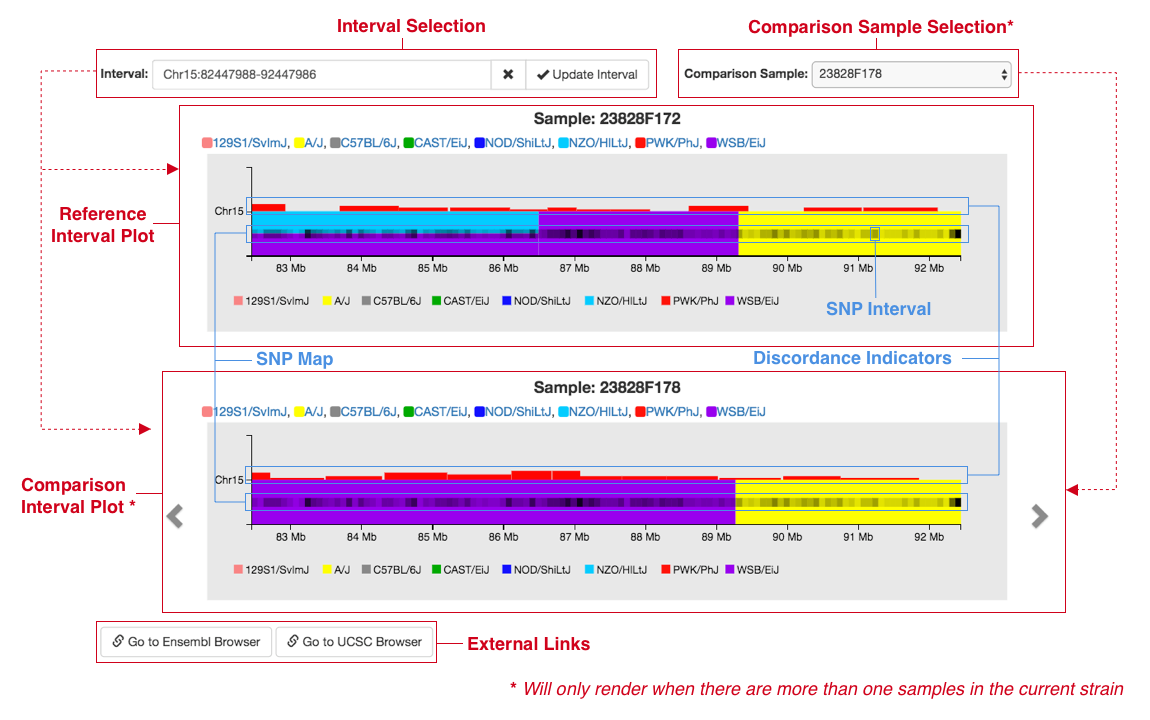 Interval Selection
Comparison Sample Selection*
Interval: Chr15:82447988-92447986 Update Interval
Comparison Sample: 23828F178
Sample: 23828F172
129S1/SvImJ, A/J, C57BL/6J, CAST/EiJ, NOD/ShiLtJ, NZO/HILtJ, PWK/PhJ, WSB/EiJ
Chr15
83 Mb 84 Mb 85 Mb 86 Mb 87 Mb 88 Mb 89 Mb 90 Mb 91 Mb 92 Mb
129S1/SvImJ A/J C57BL/6J CAST/EiJ NOD/ShiLtJ NZO/HILtJ PWK/PhJ WSB/EiJ
Reference
Interval Plot
SNP Interval
SNP Map
Discordance Indicators
Sample: 23828F178
129S1/SvImJ, A/J, C57BL/6J, CAST/EiJ, NOD/ShiLtJ, NZO/HILtJ, PWK/PhJ, WSB/EiJ
Chr15
83 Mb 84 Mb 85 Mb 86 Mb 87 Mb 88 Mb 89 Mb 90 Mb 91 Mb 92 Mb
129S1/SvImJ A/J C57BL/6J CAST/EiJ NOD/ShiLtJ NZO/HILtJ PWK/PhJ WSB/EiJ
Comparison
Interval Plot *
Go to Ensembl Browser Go to UCSC Browser
External Links
* Will only render when there are more than one samples in the current strain